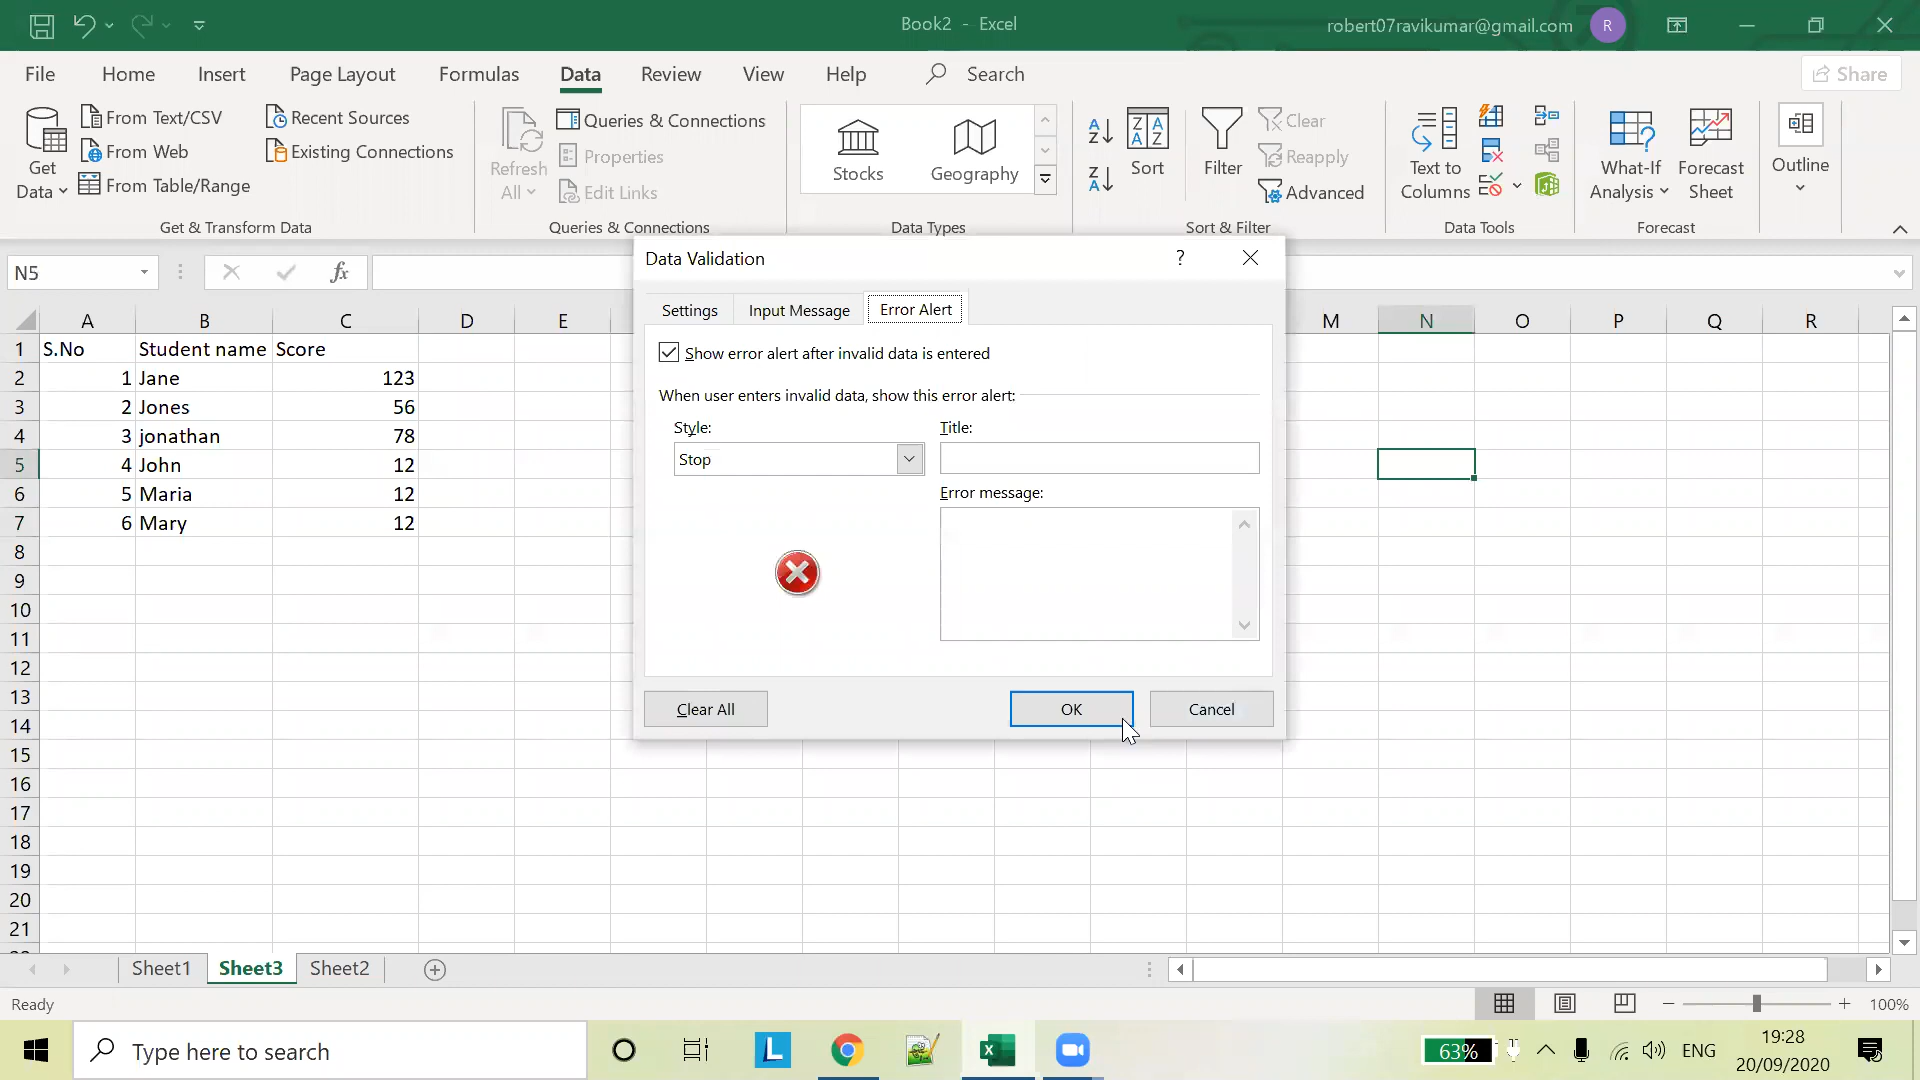 Book2 - Excel
robert07ravikumar@gmail.com
R
File Home Insert Page Layout Formulas Data Review View Help Search Share
Get Data
From Text/CSV
From Web
From Table/Range
Recent Sources
Existing Connections
Get & Transform Data
Refresh All
Queries & Connections
Properties
Edit Links
Queries & Connections
Stocks
Geography
Data Types
Sort
Filter
Clear
Reapply
Advanced
Sort & Filter
Text to Columns
Data Tools
What-If Analysis
Forecast Sheet
Forecast
Outline
N5
fx
A B C D E M N O P Q R
1 S.No Student name Score
2 1 Jane 123
3 2 Jones 56
4 3 jonathan 78
5 4 John 12
6 5 Maria 12
7 6 Mary 12
8
9
10
11
12
13
14
15
16
17
18
19
20
21
Data Validation ?
Settings Input Message Error Alert
Show error alert after invalid data is entered
When user enters invalid data, show this error alert:
Style: Title:
Stop
Error message:
Clear All OK Cancel
Sheet1 Sheet3 Sheet2
Ready 100%
Type here to search
L
63%
ENG
19:28
20/09/2020